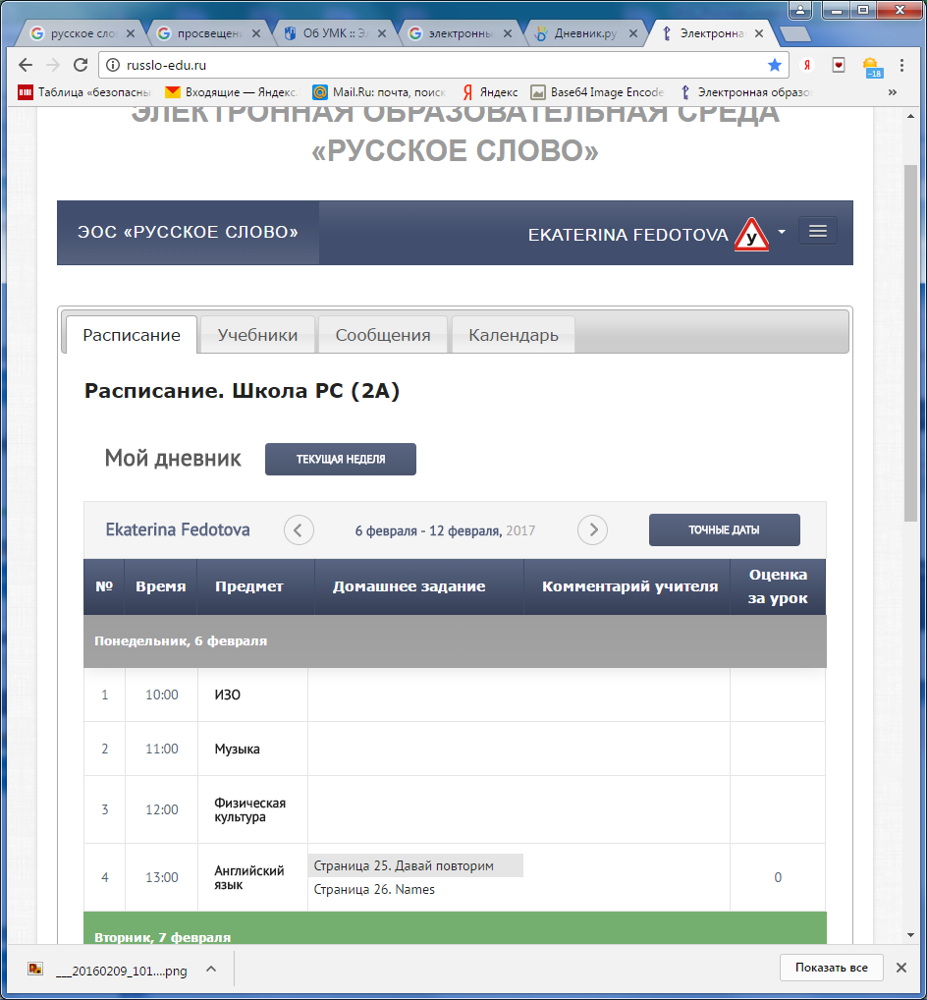 русское сло
просвещени
Об УМК :: Э
электронны
Дневник.ру
Электронна
russlo-edu.ru
Я
-18
Таблица «безопасны
Входящие — Яндекс.
Mail.Ru: почта, поиск
Яндекс
Base64 Image Encode
Электронная образо
»
ЭЛЕКТРОННАЯ ОБРАЗОВАТЕЛЬНАЯ СРЕДА
«РУССКОЕ СЛОВО»
ЭОС «РУССКОЕ СЛОВО»
EKATERINA FEDOTOVA
У
Расписание
Учебники
Сообщения
Календарь
Расписание. Школа РС (2А)
Мой дневник
ТЕКУЩАЯ НЕДЕЛЯ
Ekaterina Fedotova
6 февраля - 12 февраля, 2017
ТОЧНЫЕ ДАТЫ
№
Время
Предмет
Домашнее задание
Комментарий учителя
Оценка
за урок
Понедельник, 6 февраля
1
10:00
ИЗО
2
11:00
Музыка
3
12:00
Физическая
культура
4
13:00
Английский
язык
Страница 25. Давай повторим
Страница 26. Names
0
Вторник, 7 февраля
___20160209_101....png
Показать все